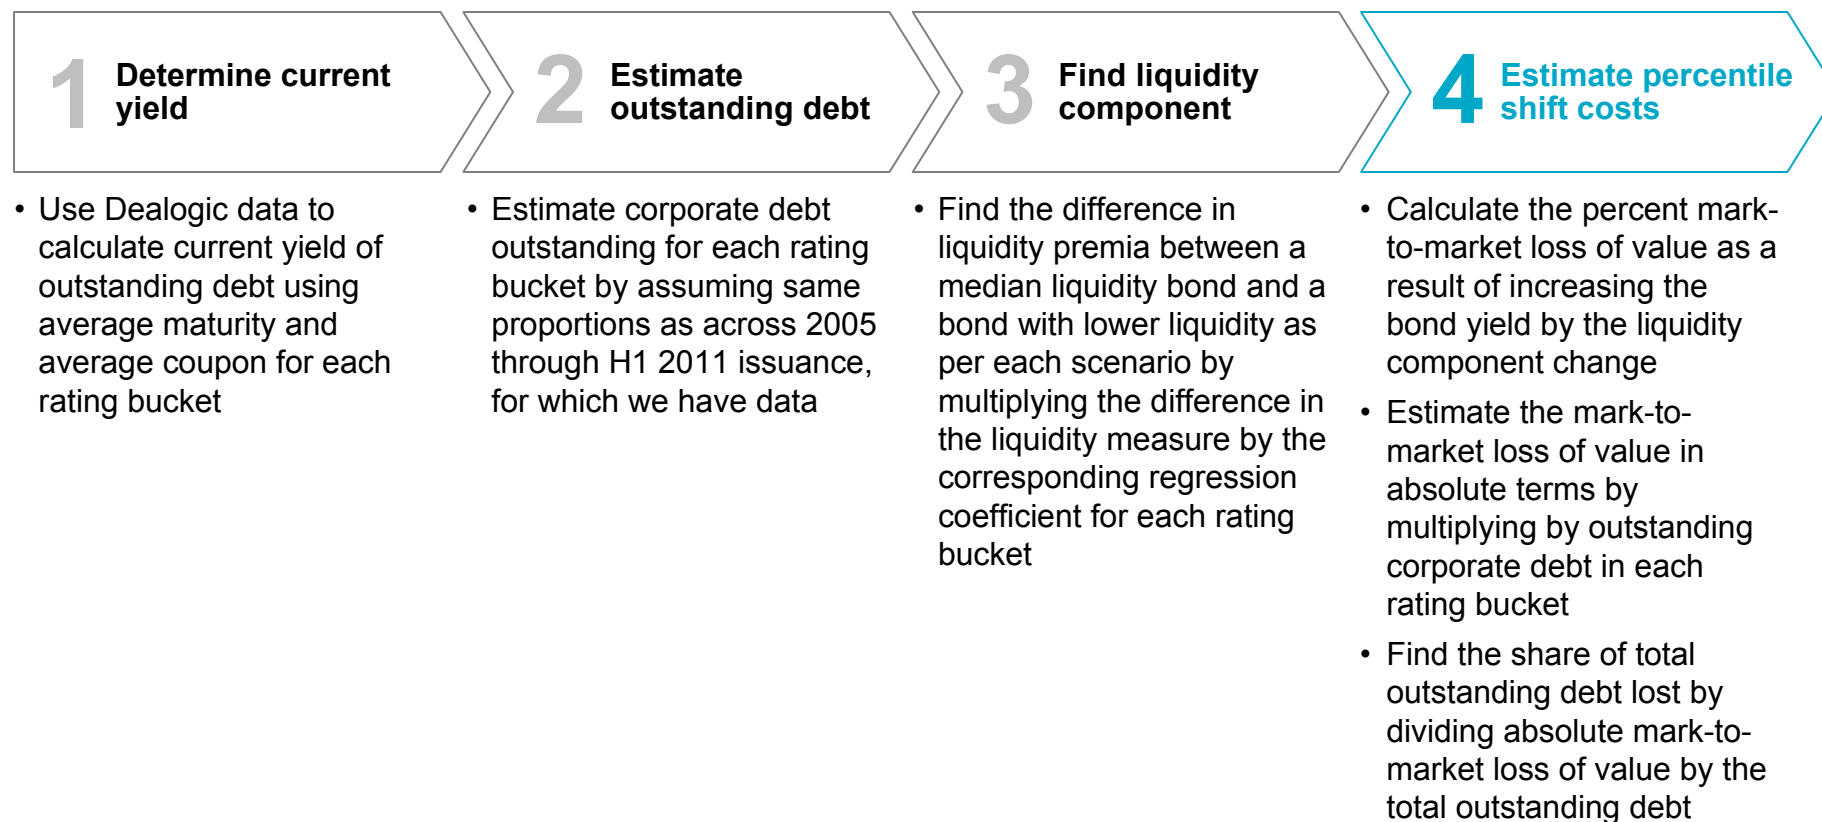 1
Determine current
yield
• Use Dealogic data to
calculate current yield of
outstanding debt using
average maturity and
average coupon for each
rating bucket
2
Estimate
outstanding debt
• Estimate corporate debt
outstanding for each rating
bucket by assuming same
proportions as across 2005
through H1 2011 issuance,
for which we have data
3
Find liquidity
component
• Find the difference in
liquidity premia between a
median liquidity bond and a
bond with lower liquidity as
per each scenario by
multiplying the difference in
the liquidity measure by the
corresponding regression
coefficient for each rating
bucket
4
Estimate percentile
shift costs
• Calculate the percent mark-
to-market loss of value as a
result of increasing the
bond yield by the liquidity
component change
• Estimate the mark-to-
market loss of value in
absolute terms by
multiplying by outstanding
corporate debt in each
rating bucket
• Find the share of total
outstanding debt lost by
dividing absolute mark-to-
market loss of value by the
total outstanding debt